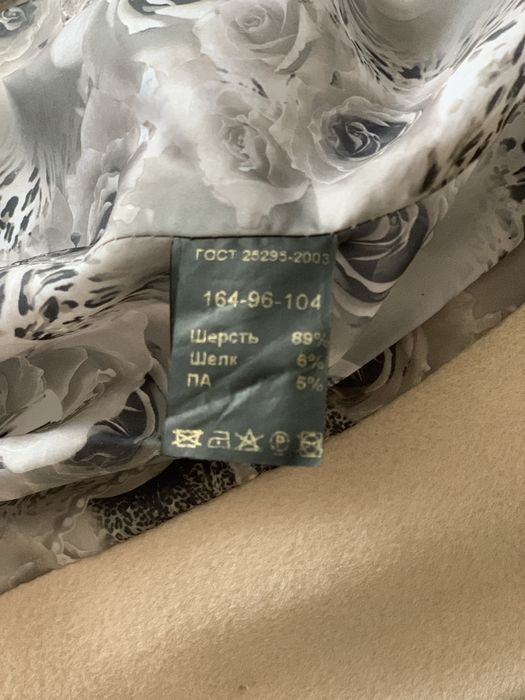 ГОСТ 25295-2003
164-96-104
Шерсть 89%
Шелк 6%
ПА 5%